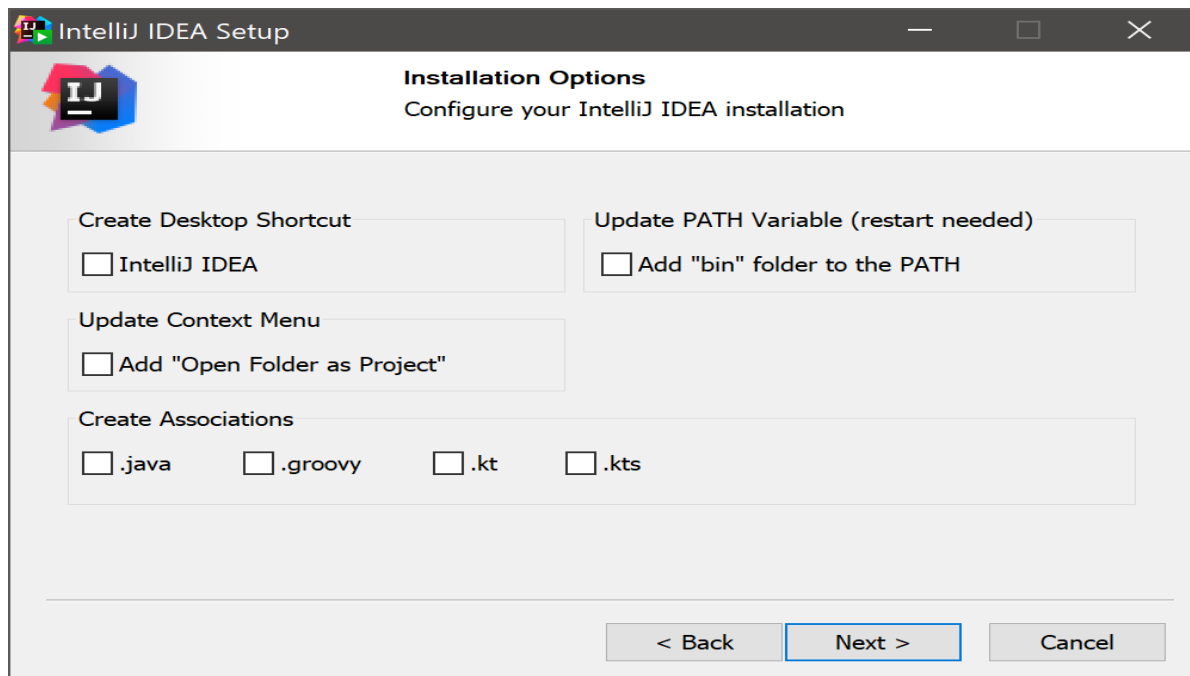 IntelliJ IDEA Setup
IJ
Installation Options
Configure your IntelliJ IDEA installation
Create Desktop Shortcut
IntelliJ IDEA
Update PATH Variable (restart needed)
Add "bin" folder to the PATH
Update Context Menu
Add "Open Folder as Project"
Create Associations
.java .groovy .kt .kts
< Back Next > Cancel